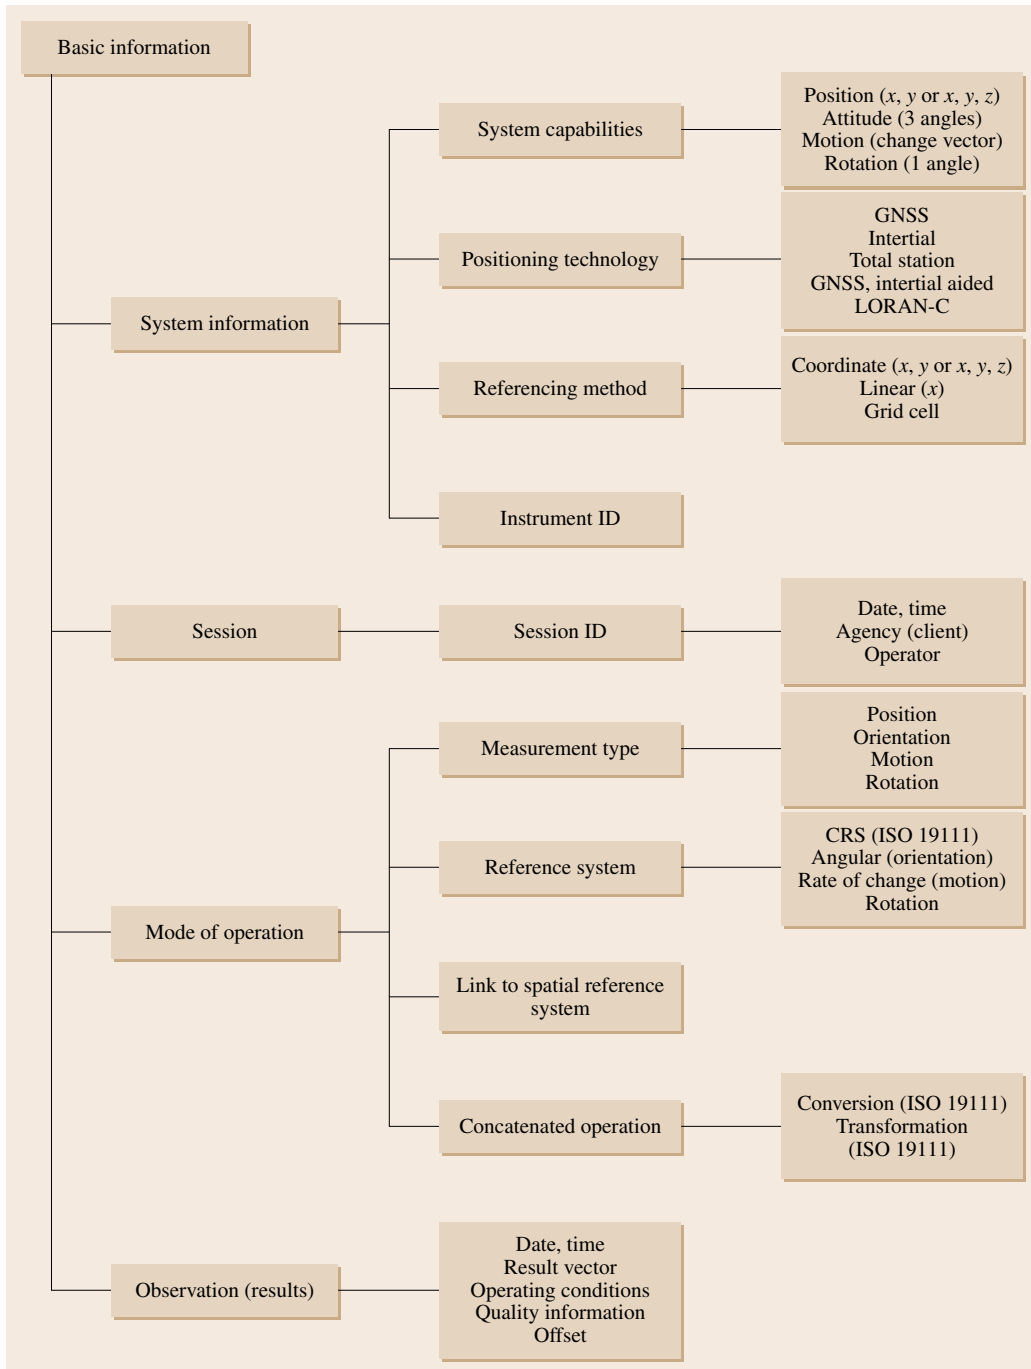 Basic information
System information
System capabilities
Position (x, y or x, y, z)
Attitude (3 angles)
Motion (change vector)
Rotation (1 angle)
Positioning technology
GNSS
Intertial
Total station
GNSS, intertial aided
LORAN-C
Referencing method
Coordinate (x, y or x, y, z)
Linear (x)
Grid cell
Instrument ID
Session
Session ID
Date, time
Agency (client)
Operator
Mode of operation
Measurement type
Position
Orientation
Motion
Rotation
Reference system
CRS (ISO 19111)
Angular (orientation)
Rate of change (motion)
Rotation
Link to spatial reference
system
Concatenated operation
Conversion (ISO 19111)
Transformation
(ISO 19111)
Observation (results)
Date, time
Result vector
Operating conditions
Quality information
Offset